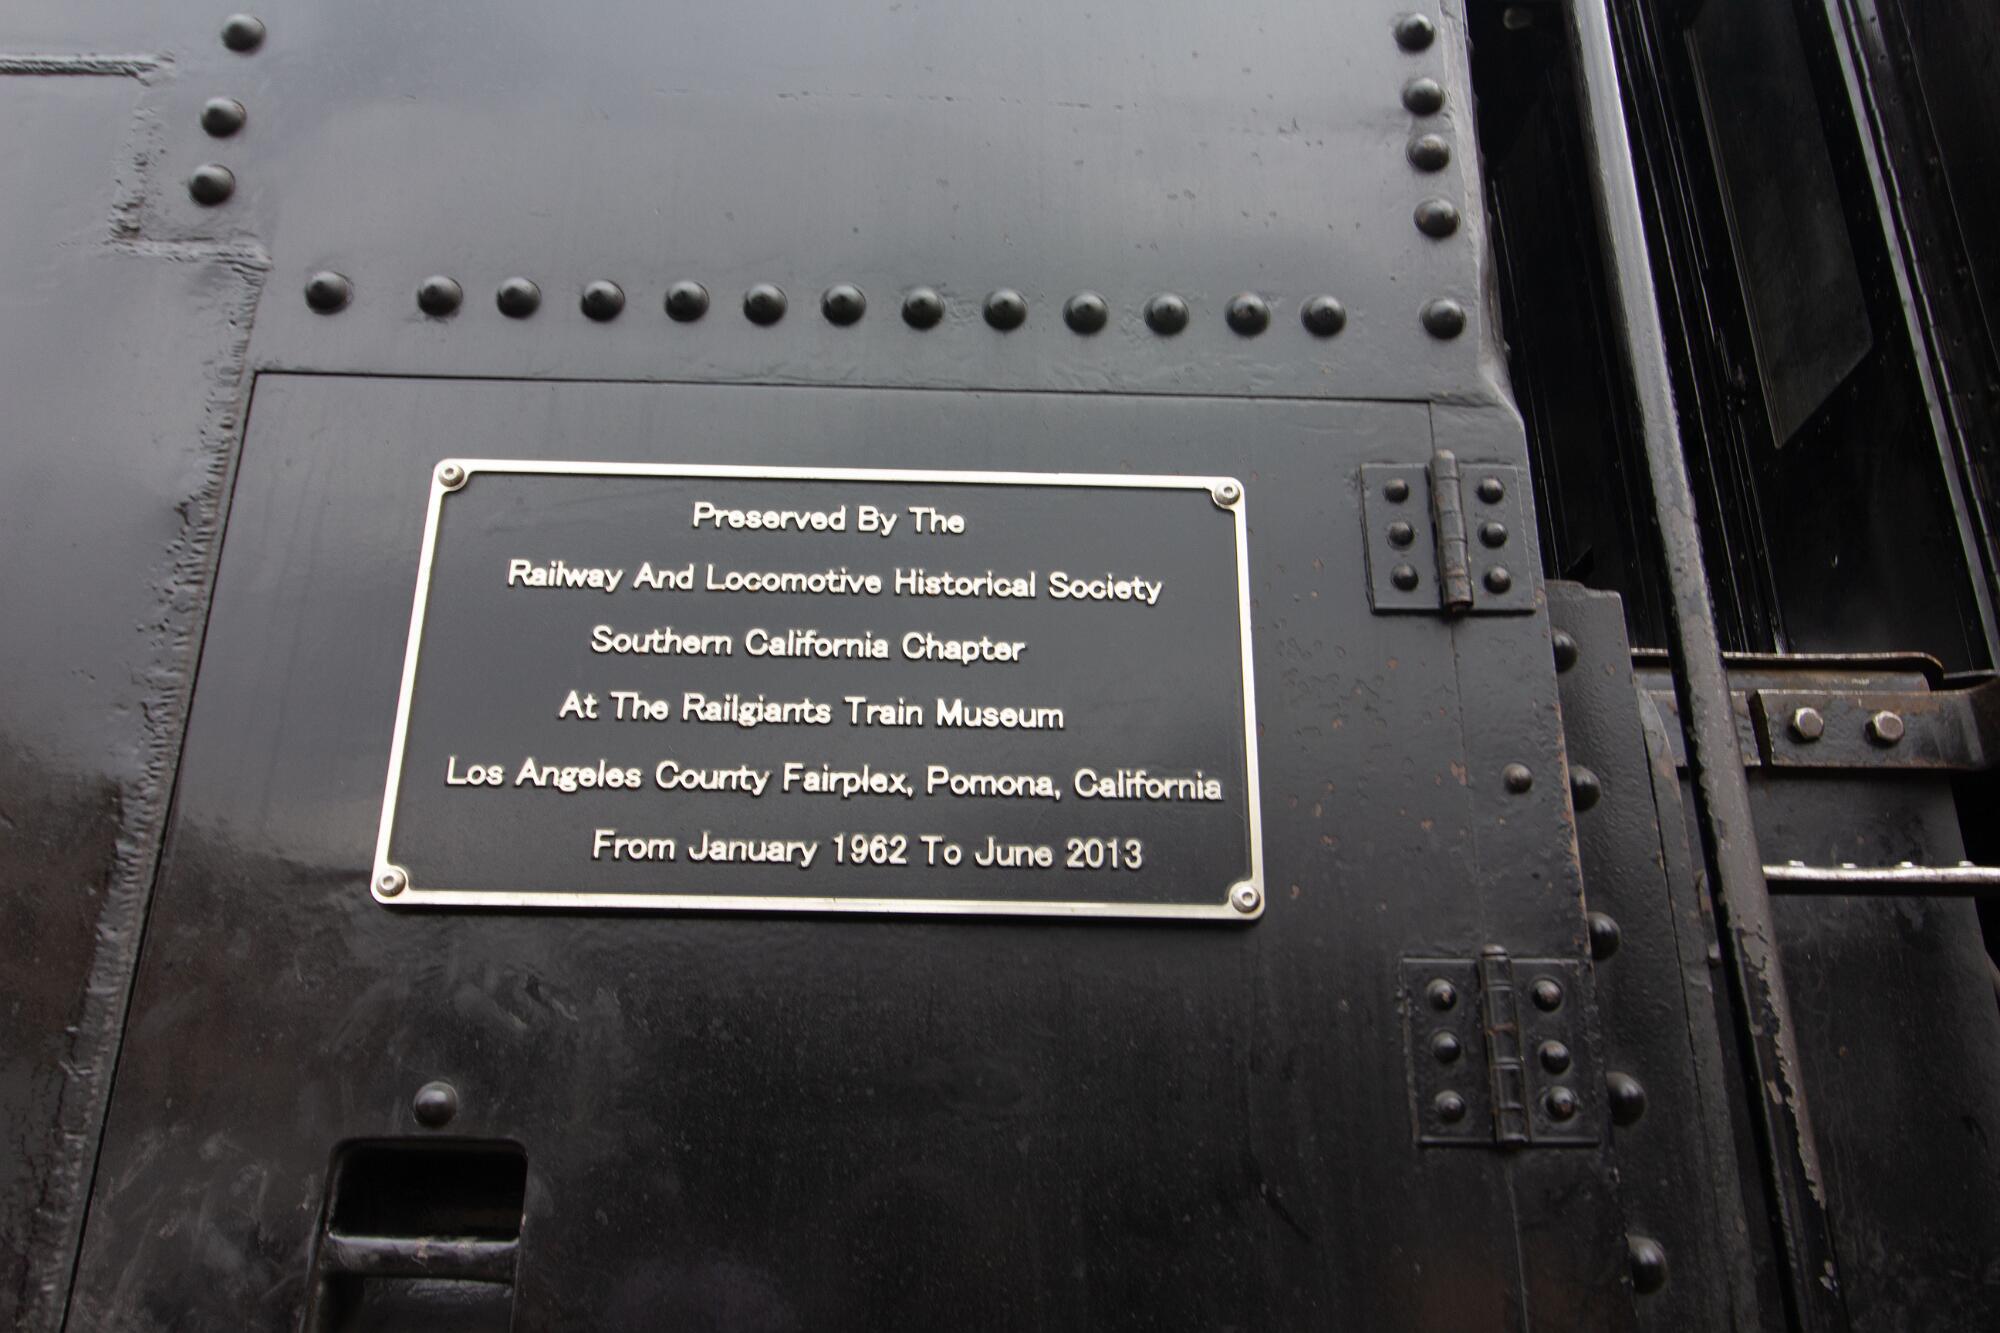 Preserved By The
Railway And Locomotive Historical Society
Southern California Chapter
At The Railgiants Train Museum
Los Angeles County Fairplex, Pomona, California
From January 1962 To June 2013